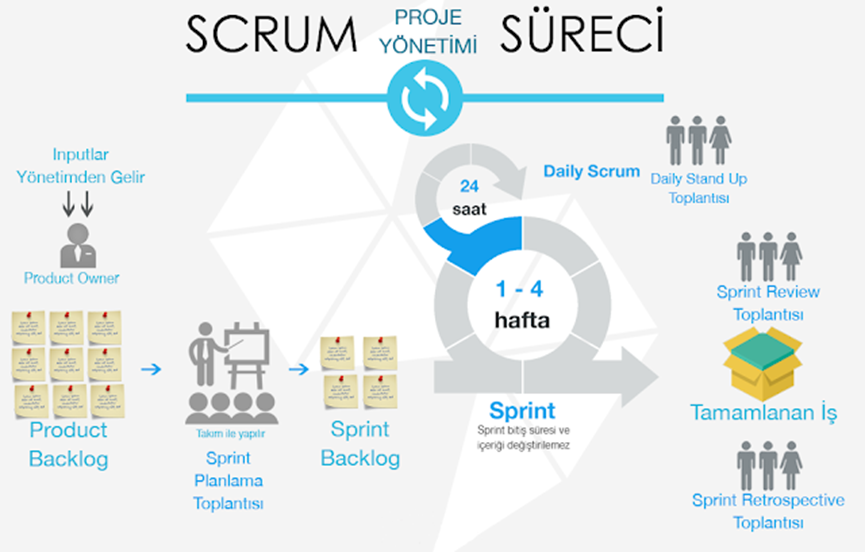 SCRUM PROJE YÖNETİMİ SÜRECİ
Inputlar
Yönetimden Gelir
Product Owner
Product
Backlog
Takım ile yapılır
Sprint
Planlama
Toplantısı
Sprint
Backlog
24
saat
1 - 4
hafta
Sprint
Sprint bitiş süresi ve
içeriği değiştirilemez
Daily Scrum
Daily Stand Up
Toplantısı
Sprint Review
Toplantısı
Tamamlanan İş
Sprint Retrospective
Toplantısı